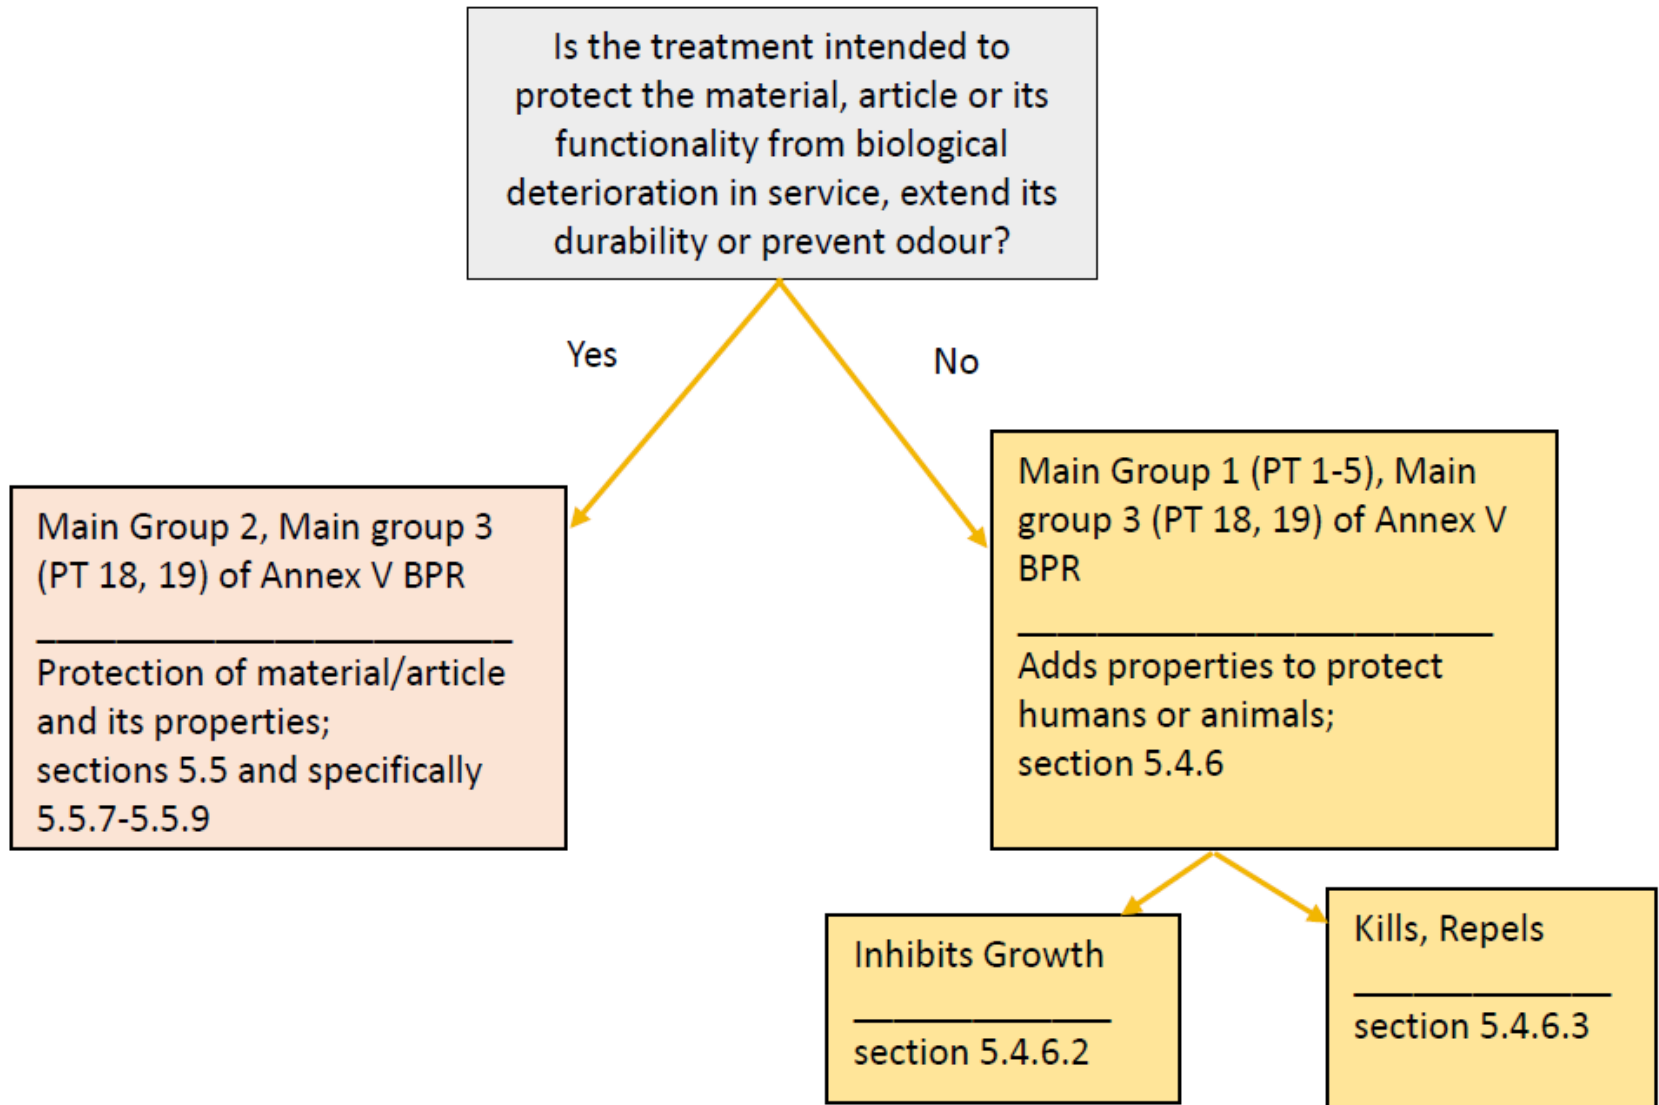 Is the treatment intended to
protect the material, article or its
functionality from biological
deterioration in service, extend its
durability or prevent odour?
Yes
No
Main Group 2, Main group 3
(PT 18, 19) of Annex V BPR
Protection of material/article
and its properties;
sections 5.5 and specifically
5.5.7-5.5.9
Main Group 1 (PT 1-5), Main
group 3 (PT 18, 19) of Annex V
BPR
Adds properties to protect
humans or animals;
section 5.4.6
Inhibits Growth
section 5.4.6.2
Kills, Repels
section 5.4.6.3